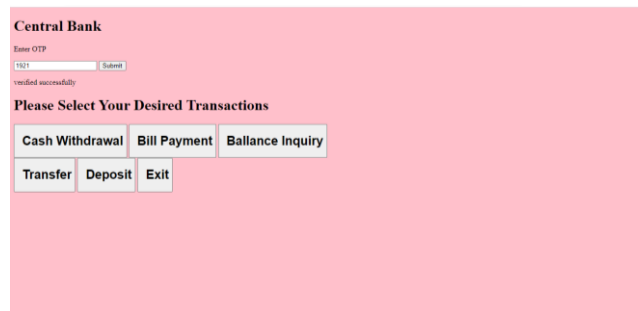 Central Bank
Enter OTP
1921 Submit
verified successfully
Please Select Your Desired Transactions
Cash Withdrawal Bill Payment Ballance Inquiry
Transfer Deposit Exit